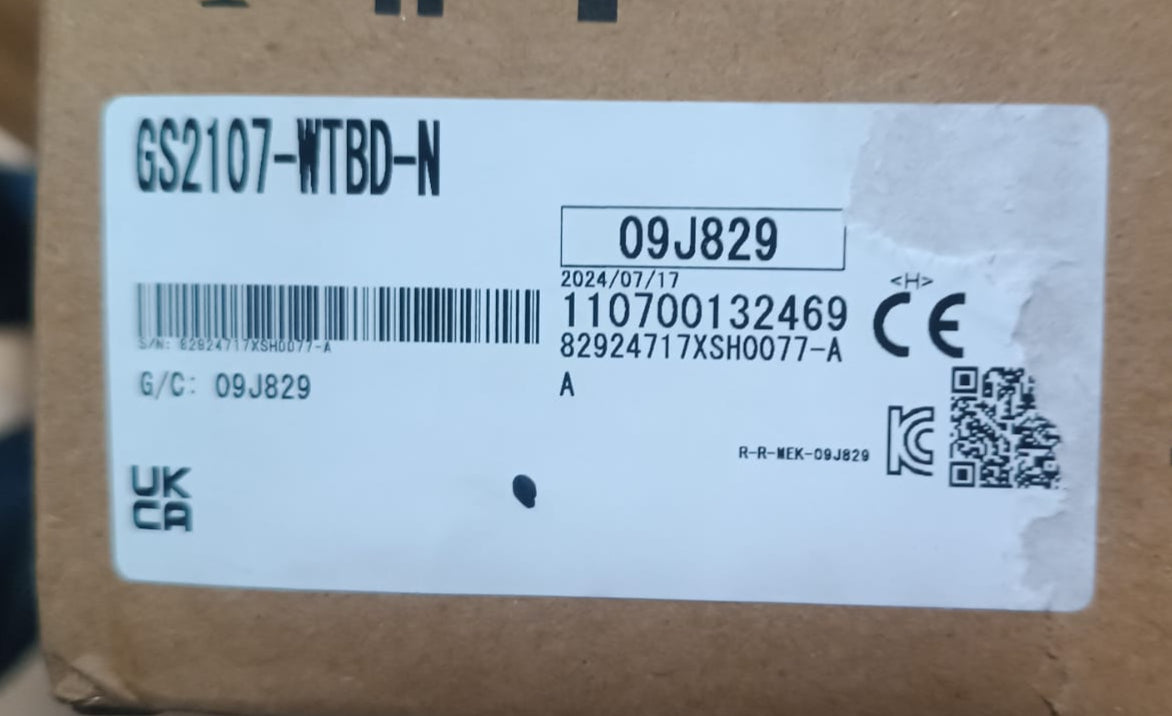 GS2107-WTBD-N
09J829
2024/07/17
<H>
110700132469
CE
S/N: 82924717XSH0077-A
82924717XSH0077-A
G/C: 09J829
A
R-R-MEK-09J829
UK
CA